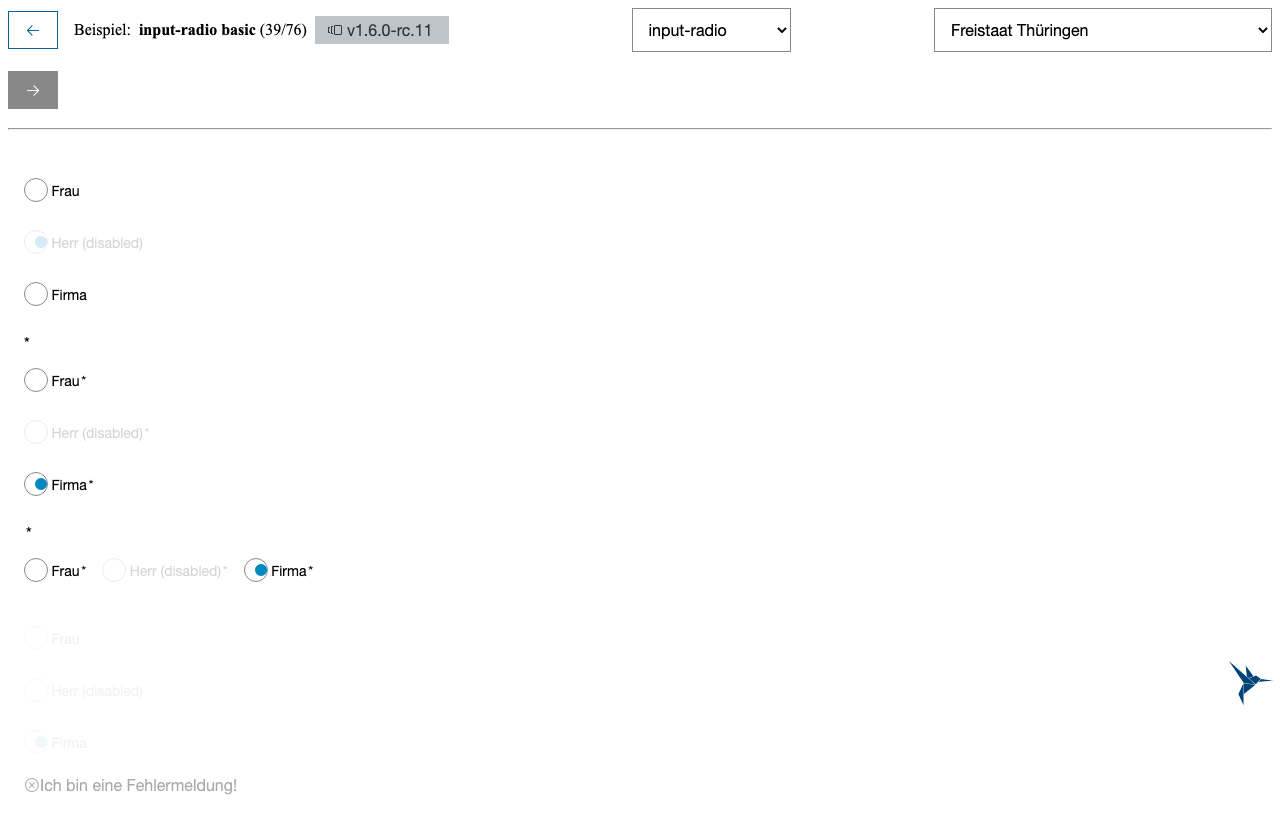 Beispiel: input-radio basic (39/76) v1.6.0-rc.11 input-radio Freistaat Thüringen
Frau
Herr (disabled)
Firma
*
Frau*
Herr (disabled)*
Firma*
*
Frau* Herr (disabled)* Firma*
Frau
Herr (disabled)
Firma
Ich bin eine Fehlermeldung!